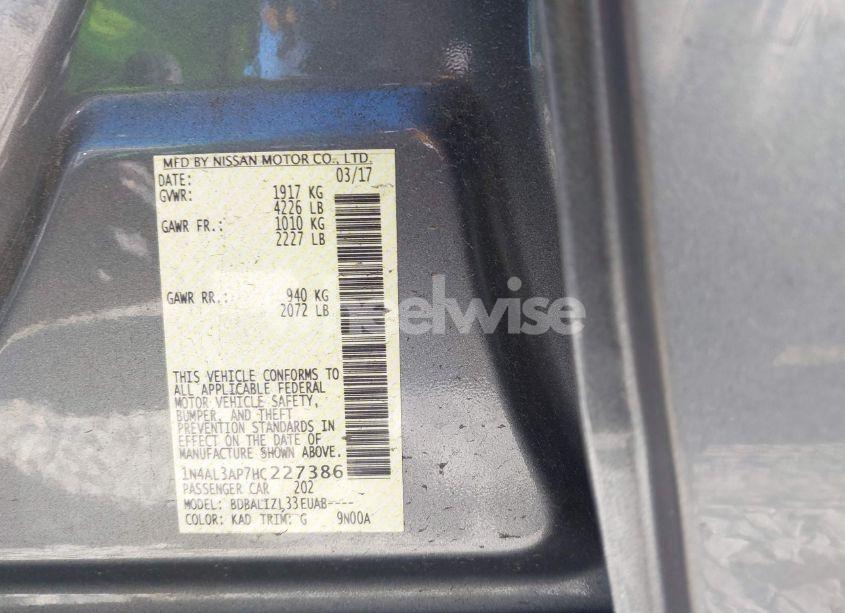 MFD BY NISSAN MOTOR CO., LTD.
DATE: 03/17
GVWR: 1917 KG
4226 LB
GAWR FR.: 1010 KG
2227 LB
GAWR RR.: 940 KG
2072 LB
eelwise
THIS VEHICLE CONFORMS TO
ALL APPLICABLE FEDERAL
MOTOR VEHICLE SAFETY,
BUMPER, AND THEFT
PREVENTION STANDARDS IN
EFFECT ON THE DATE OF
MANUFACTURE SHOWN ABOVE.
1N4AL3AP7HC227386
PASSENGER CAR 202
MODEL: BDBALIZL33EUAB----
COLOR: KAD TRIM: G 9N00A